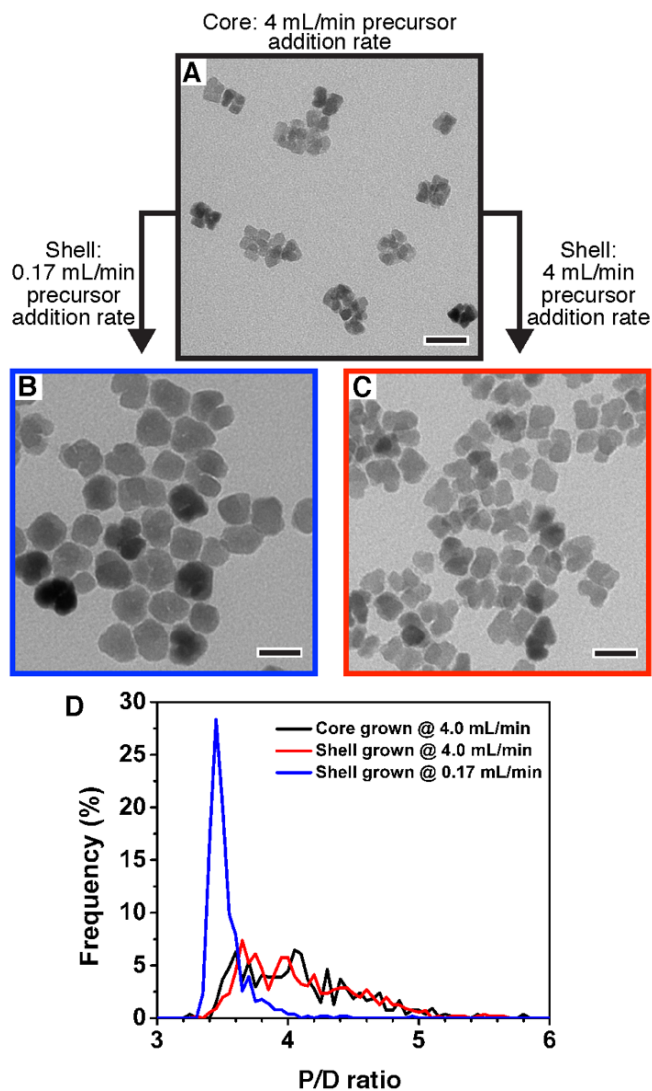 Core: 4 mL/min precursor
addition rate
A
Shell:
0.17 mL/min
precursor
addition rate
Shell:
4 mL/min
precursor
addition rate
B
C
D
Core grown @ 4.0 mL/min
Shell grown @ 4.0 mL/min
Shell grown @ 0.17 mL/min
Frequency (%)
30
25
20
15
10
5
0
3 4 5 6
P/D ratio